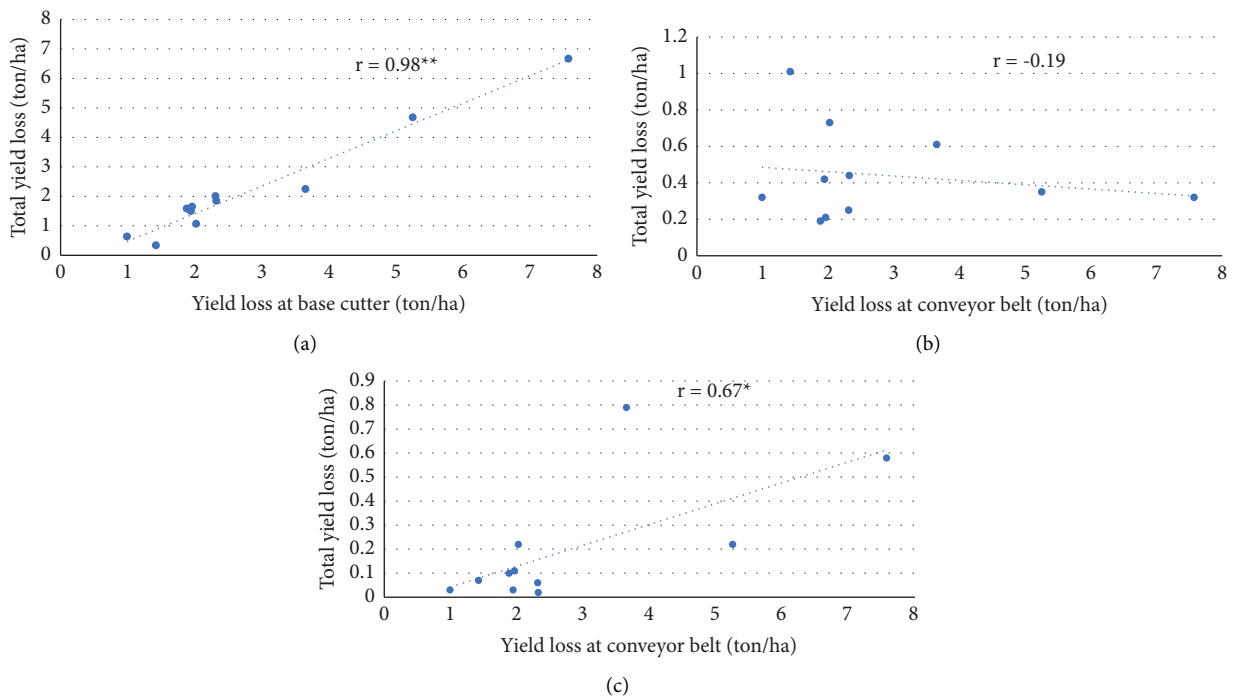 8
7
6
5
4
3
2
1
0
Total yield loss (ton/ha)
r = 0.98**
0 1 2 3 4 5 6 7 8
Yield loss at base cutter (ton/ha)
(a)
1.2
1
0.8
0.6
0.4
0.2
0
Total yield loss (ton/ha)
r = -0.19
0 1 2 3 4 5 6 7 8
Yield loss at conveyor belt (ton/ha)
(b)
0.9
0.8
0.7
0.6
0.5
0.4
0.3
0.2
0.1
0
Total yield loss (ton/ha)
r = 0.67*
0 1 2 3 4 5 6 7 8
Yield loss at conveyor belt (ton/ha)
(c)